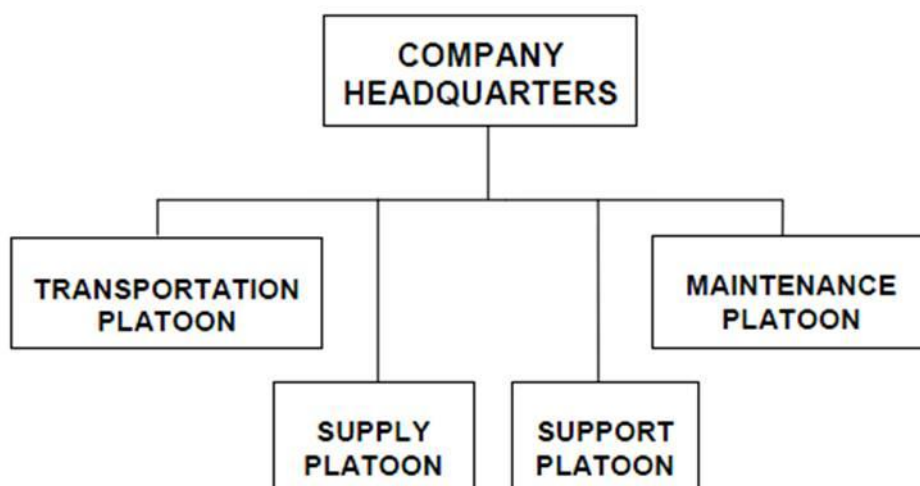 COMPANY
HEADQUARTERS
TRANSPORTATION
PLATOON
MAINTENANCE
PLATOON
SUPPLY
PLATOON
SUPPORT
PLATOON